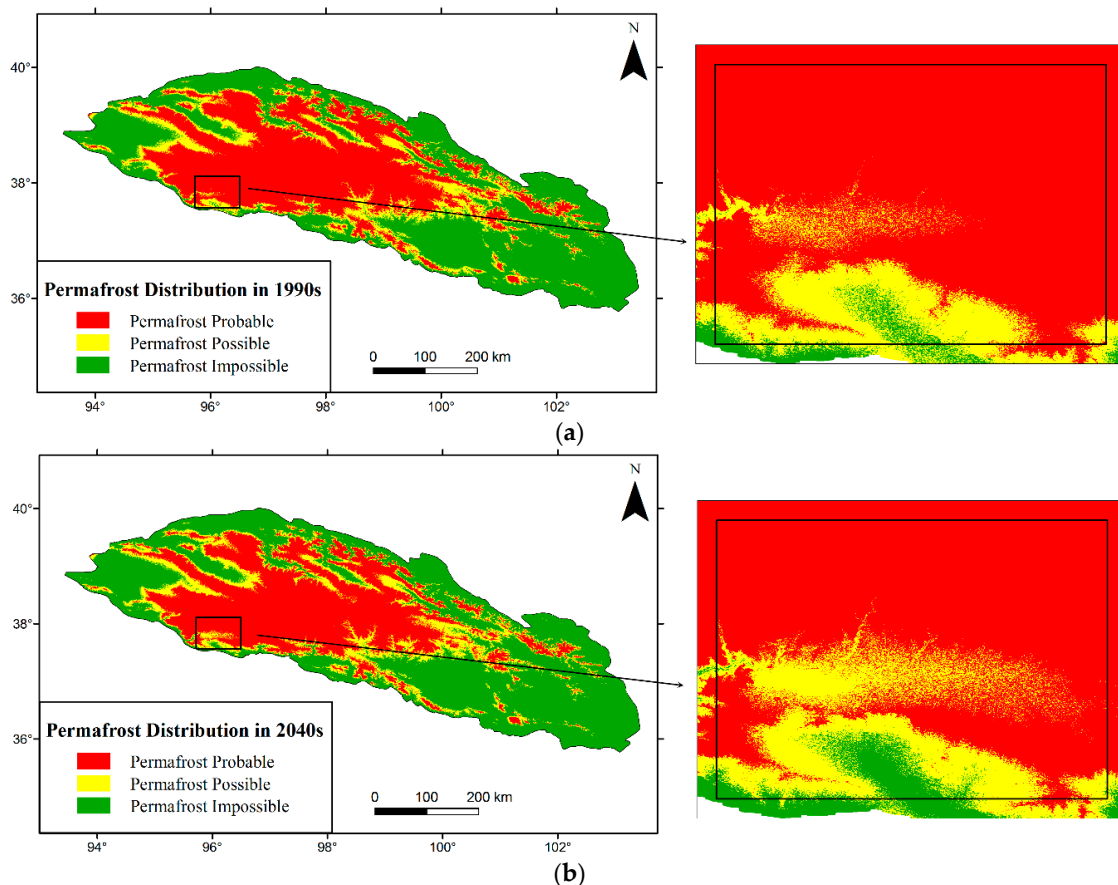 N
40°
38°
36°
Permafrost Distribution in 1990s
Permafrost Probable
Permafrost Possible
Permafrost Impossible
0 100 200 km
94° 96° 98° 100° 102°
(a)
N
40°
38°
36°
Permafrost Distribution in 2040s
Permafrost Probable
Permafrost Possible
Permafrost Impossible
0 100 200 km
94° 96° 98° 100° 102°
(b)